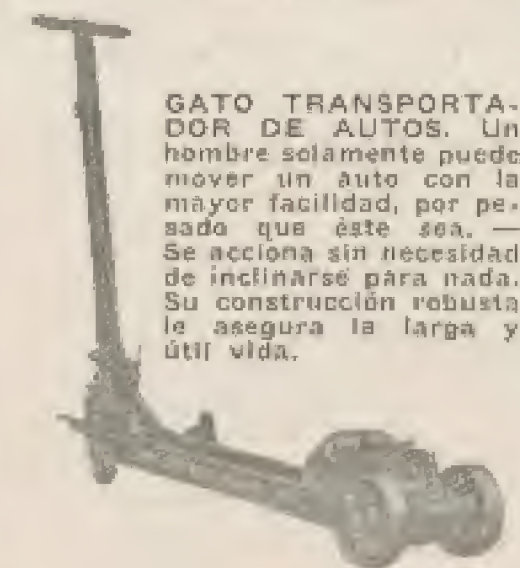 GATO TRANSPORTA-
DOR DE AUTOS. Un
hombre solamente puede
mover un auto con la
mayor facilidad, por pe-
sado que éste sea. —
Se acciona sin necesidad
de inclinarse para nada.
Su construcción robusta
le asegura la larga y
útil vida.